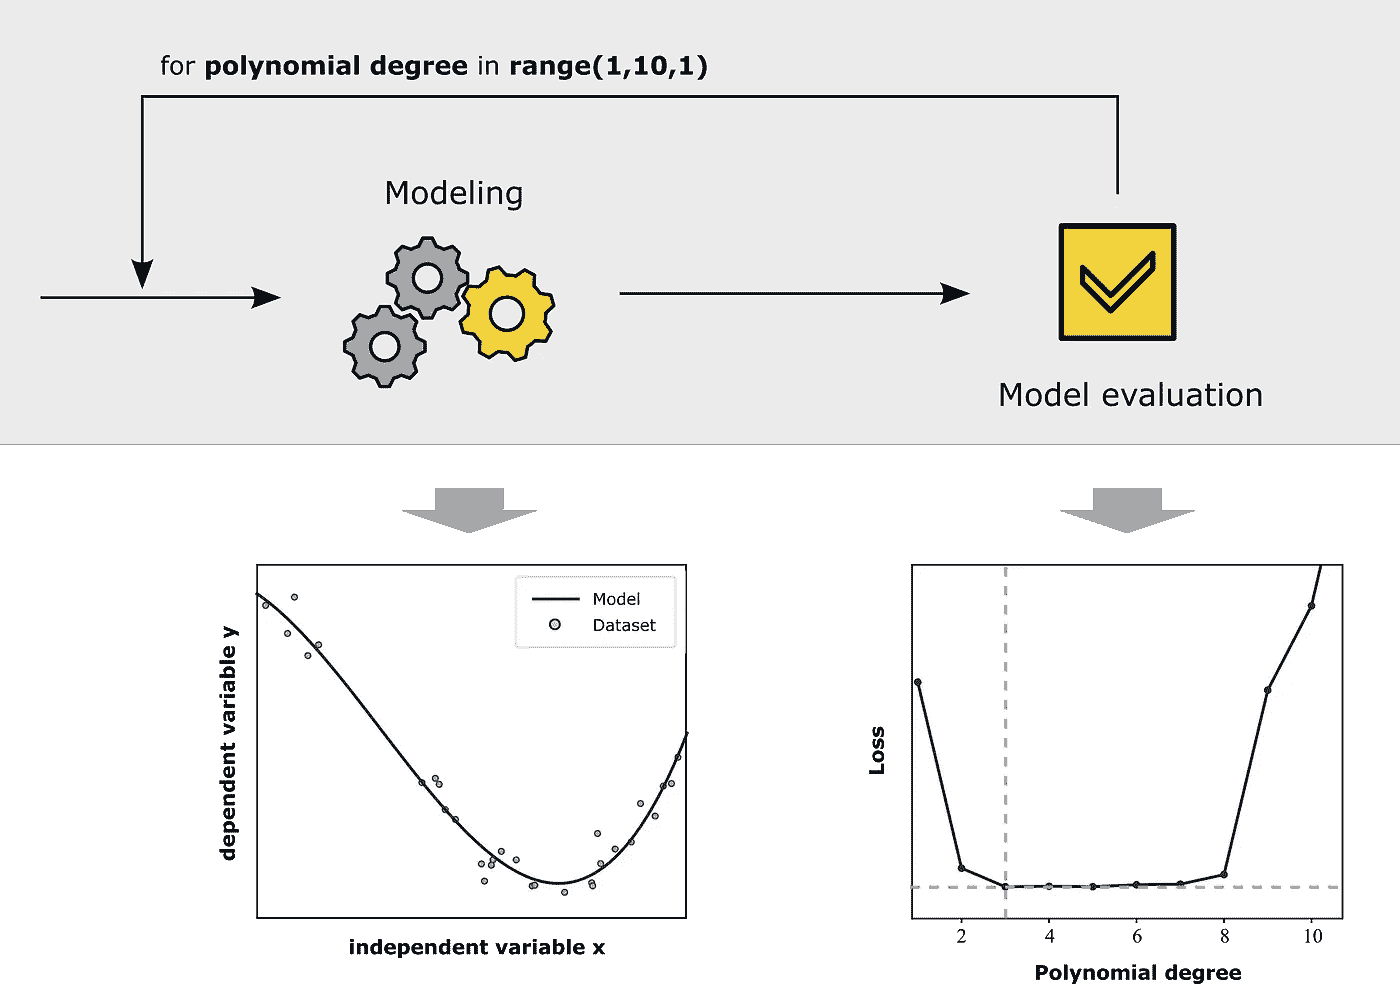 for polynomial degree in range(1,10,1)
Modeling
Model evaluation
Model
Dataset
dependent variable y
independent variable x
Loss
2 4 6 8 10
Polynomial degree